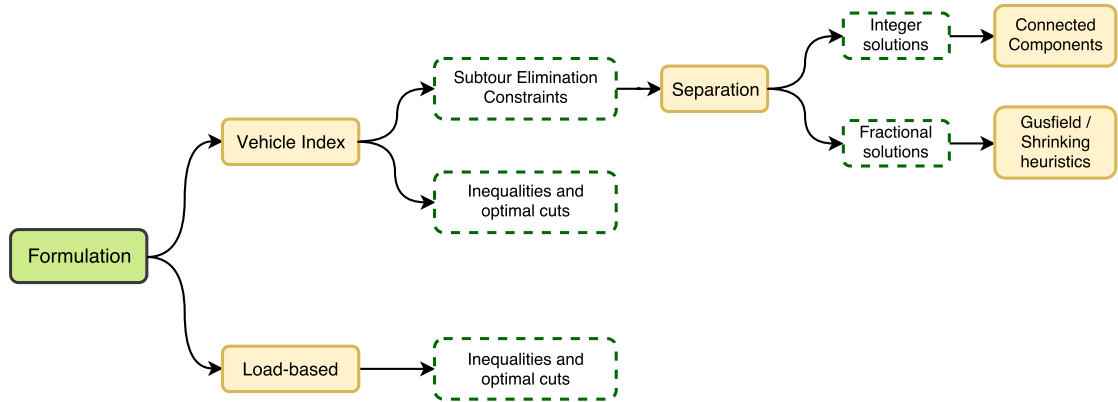 Formulation
Vehicle Index
Subtour Elimination
Constraints
Separation
Integer
solutions
Connected
Components
Fractional
solutions
Gusfield /
Shrinking
heuristics
Inequalities and
optimal cuts
Load-based
Inequalities and
optimal cuts